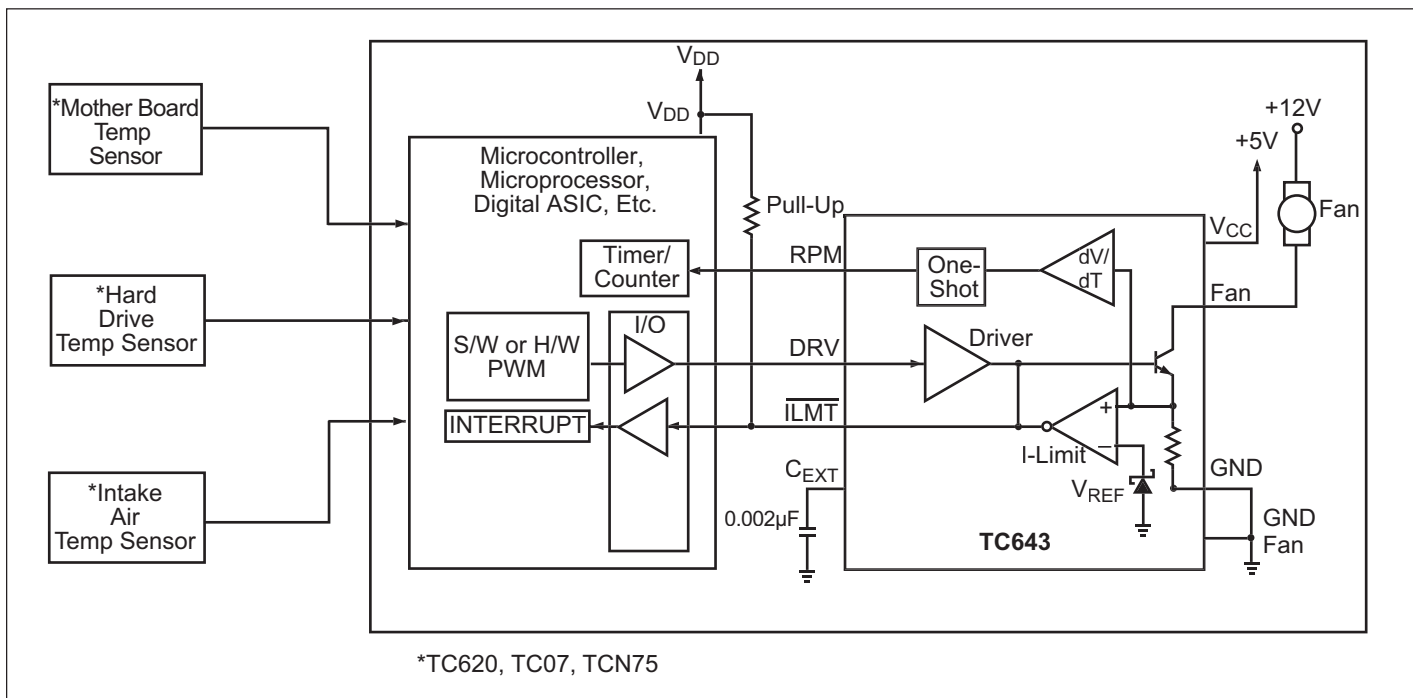 *Mother Board
Temp
Sensor
*Hard
Drive
Temp Sensor
*Intake
Air
Temp Sensor
VDD
VDD
Microcontroller,
Microprocessor,
Digital ASIC, Etc.
Timer/
Counter
S/W or H/W
PWM
I/O
INTERRUPT
Pull-Up
RPM
DRV
ILMT
CEXT
0.002µF
One-
Shot
dV/
dT
Driver
+
–
I-Limit
VREF
TC643
+12V
+5V
VCC
Fan
Fan
GND
GND
Fan
*TC620, TC07, TCN75